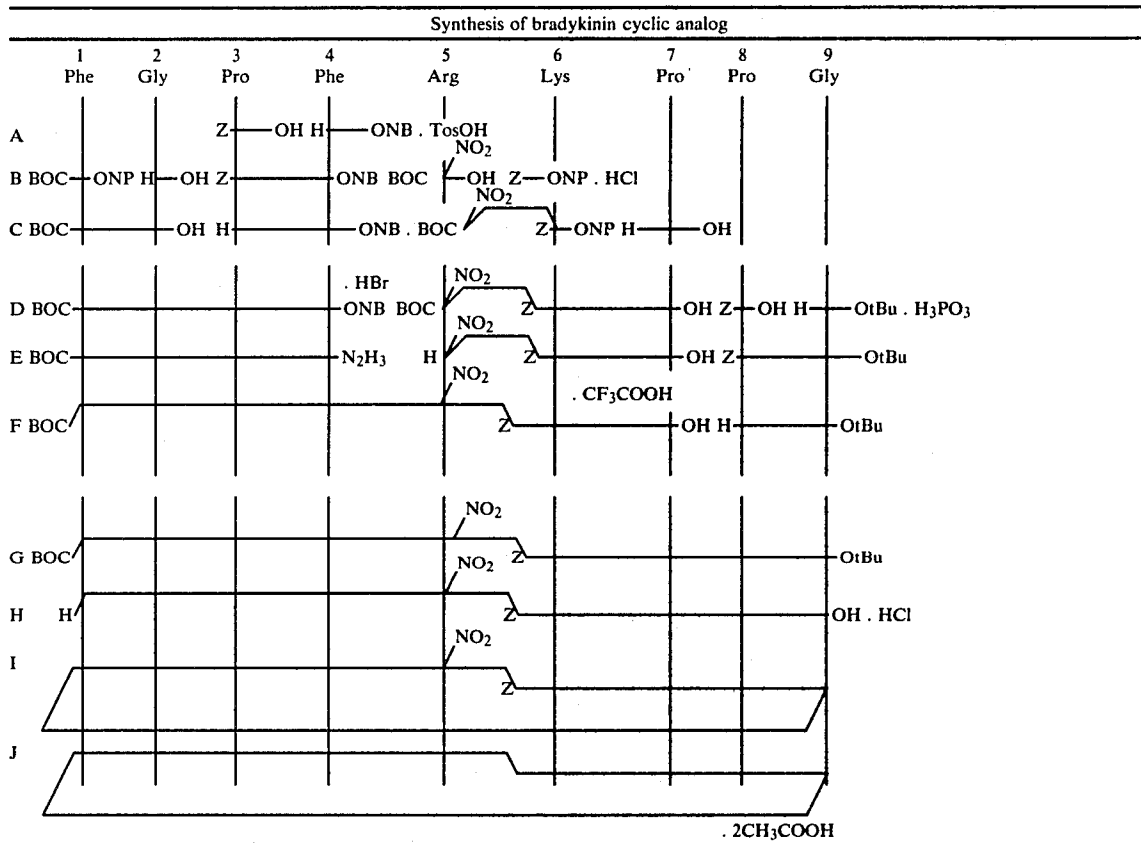 Synthesis of bradykinin cyclic analog
1 2 3 4 5 6 7 8 9
Phe Gly Pro Phe Arg Lys Pro Pro Gly
A Z OH H ONB . TosOH
NO2
B BOC ONP H OH Z ONB BOC OH Z ONP . HCl
NO2
C BOC OH H ONB . BOC Z ONP H OH
. HBr NO2
D BOC ONB BOC Z OH Z OH H OtBu . H3PO3
NO2
E BOC N2H3 H Z OH Z OtBu
NO2 . CF3COOH
F BOC Z OH H OtBu
NO2
G BOC Z OtBu
NO2
H H Z OH . HCl
NO2
I Z
J
. 2CH3COOH